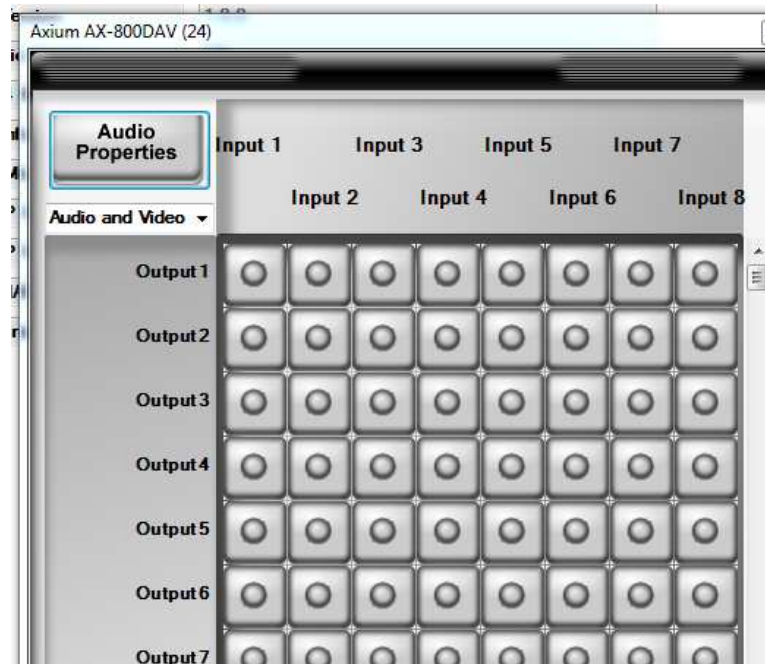 Axium AX-800DAV (24)
Audio
Properties
Input 1
Input 3
Input 5
Input 7
Input 2
Input 4
Input 6
Input 8
Audio and Video
Output 1
Output 2
Output 3
Output 4
Output 5
Output 6
Output 7